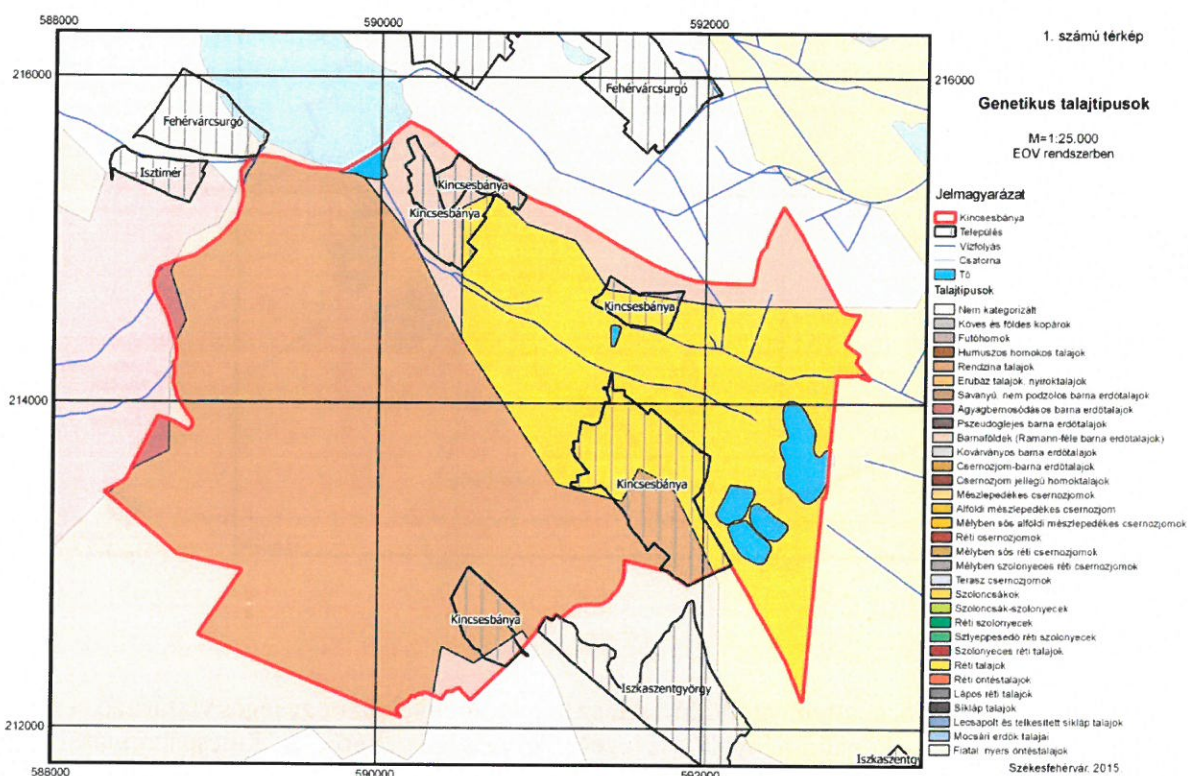 588000
590000
592000
216000
216000
Fehérvárcsurgó
Fehérvárcsurgó
Isztimér
Kincsesbánya
Kincsesbánya
Kincsesbánya
214000
214000
Kincsesbánya
Kincsesbánya
Iszkaszentgyörgy
212000
212000
Iszkaszentgy
588000
590000
592000
1. számú térkép
Genetikus talajtípusok
M=1:25.000
EOV rendszerben
Jelmagyarázat
Kincsesbánya
Település
Vízfolyás
Csatorna
Tó
Talajtípusok
Nem kategorizált
Köves és földes kopárok
Futóhomok
Humuszos homokos talajok
Rendzina talajok
Erubáz talajok, nyiroktalajok
Savanyú, nem podzolos barna erdőtalajok
Agyagbemosódásos barna erdőtalajok
Pszeudoglejes barna erdőtalajok
Barnaföldek (Ramann-féle barna erdőtalajok)
Kovárványos barna erdőtalajok
Csernozjom-barna erdőtalajok
Csernozjom jellegű homoktalajok
Mészlepedékes csernozjomok
Alföldi mészlepedékes csernozjom
Mélyben sós alföldi mészlepedékes csernozjomok
Réti csernozjomok
Mélyben sós réti csernozjomok
Mélyben szolonyeces réti csernozjomok
Terasz csernozjomok
Szoloncsákok
Szoloncsák-szolonyecek
Réti szolonyecek
Sztyeppesedő réti szolonyecek
Szolonyeces réti talajok
Réti talajok
Réti öntéstalajok
Lápos réti talajok
Síkláp talajok
Lecsapolt és telkesített síkláp talajok
Mocsári erdők talajai
Fiatal, nyers öntéstalajok
Székesfehérvár, 2015